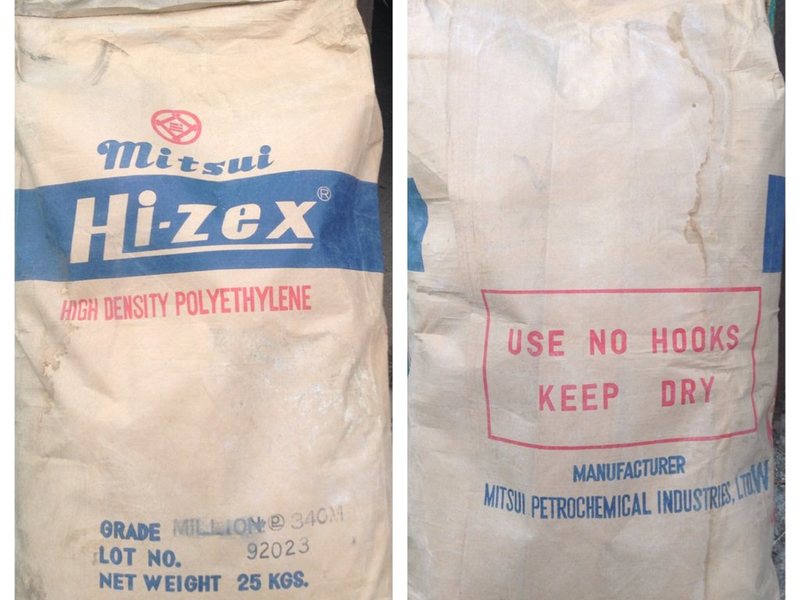 Mitsui
Hi-zex®
HIGH DENSITY POLYETHYLENE
GRADE MILLION 340M
LOT NO. 92023
NET WEIGHT 25 KGS.
USE NO HOOKS
KEEP DRY
MANUFACTURER
MITSUI PETROCHEMICAL INDUSTRIES, LTD. W